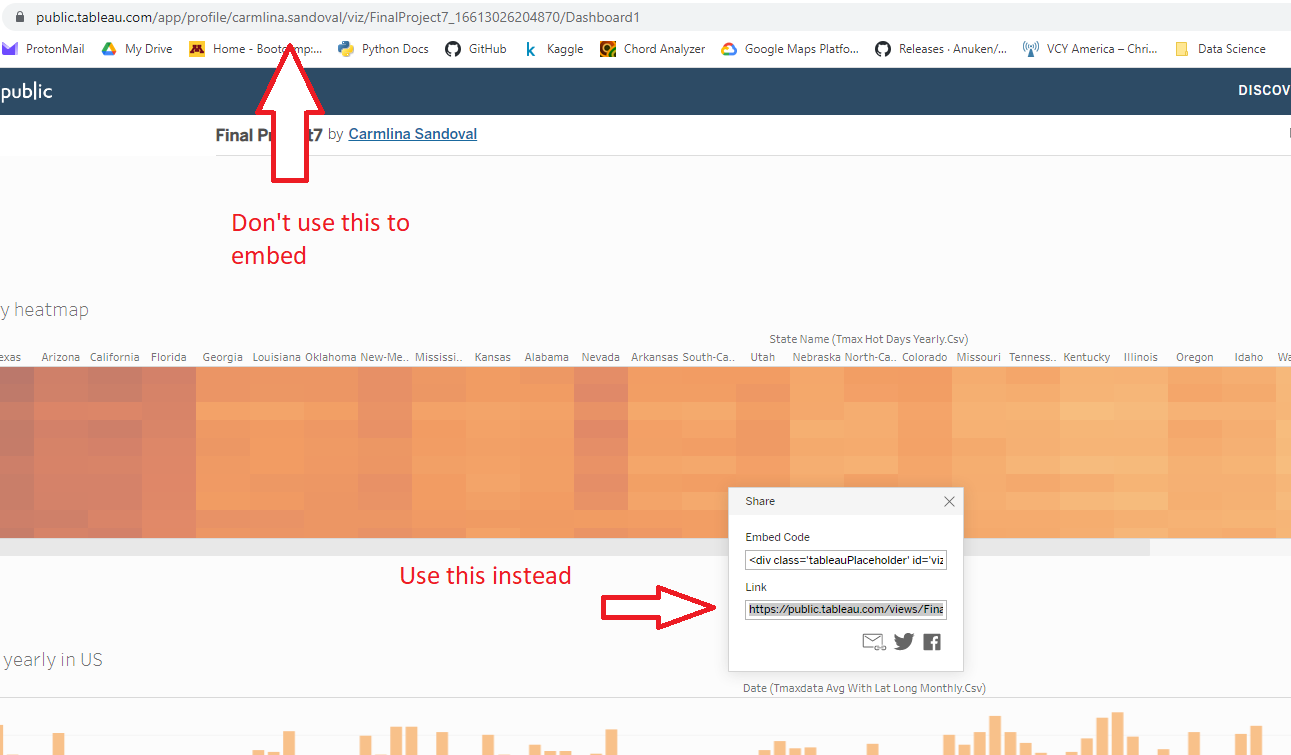 public.tableau.com/app/profile/carmlina.sandoval/viz/FinalProject7_16613026204870/Dashboard1
ProtonMail My Drive Home - Bootcamp:... Python Docs GitHub Kaggle Chord Analyzer Google Maps Platfo... Releases · Anuken/... VCY America – Chri... Data Science
public DISCOV
Final Pr t7 by Carmlina Sandoval
Don't use this to
embed
y heatmap
State Name (Tmax Hot Days Yearly.Csv)
exas Arizona California Florida Georgia Louisiana Oklahoma New-Me.. Mississi.. Kansas Alabama Nevada Arkansas South-Ca.. Utah Nebraska North-Ca.. Colorado Missouri Tenness.. Kentucky Illinois Oregon Idaho Wa
Share
Embed Code
<div class='tableauPlaceholder' id='viz
Use this instead
Link
https://public.tableau.com/views/Fina
yearly in US
Date (Tmaxdata Avg With Lat Long Monthly.Csv)